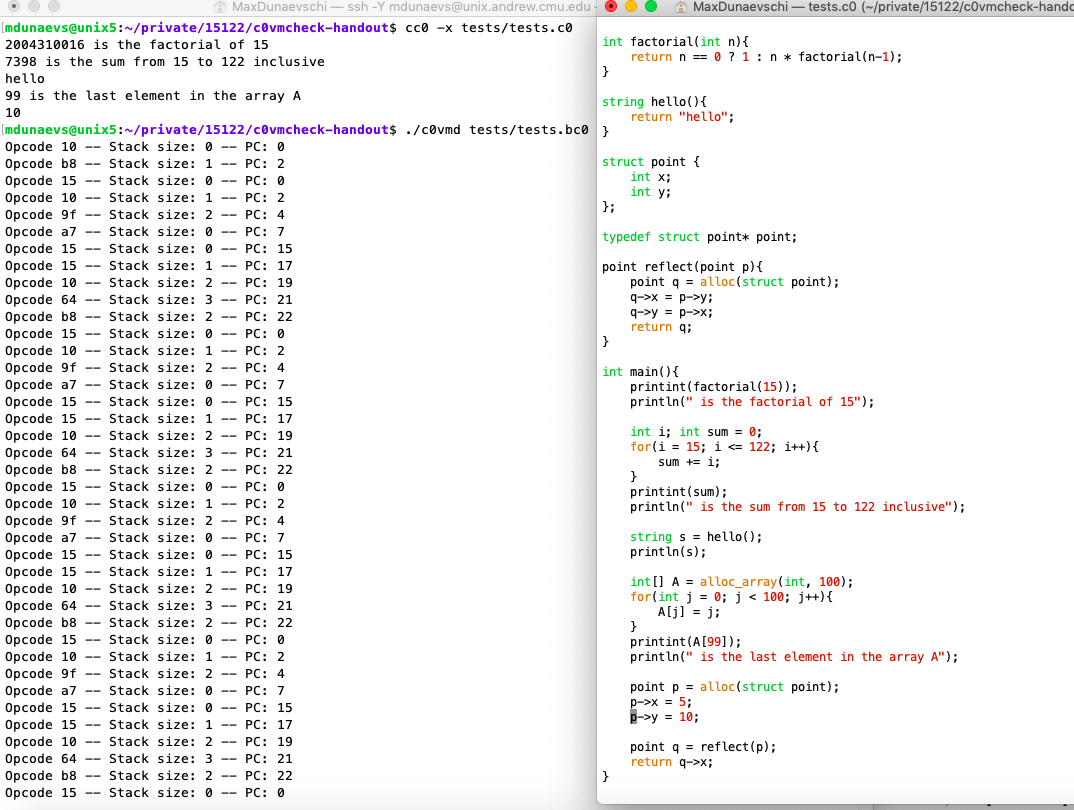 MaxDunaevschi — ssh -Y mdunaevs@unix.andrew.cmu.edu
mdunaevs@unix5:~/private/15122/c0vmcheck-handout$ cc0 -x tests/tests.c0
2004310016 is the factorial of 15
7398 is the sum from 15 to 122 inclusive
hello
99 is the last element in the array A
10
mdunaevs@unix5:~/private/15122/c0vmcheck-handout$ ./c0vmd tests/tests.bc0
Opcode 10 -- Stack size: 0 -- PC: 0
Opcode b8 -- Stack size: 1 -- PC: 2
Opcode 15 -- Stack size: 0 -- PC: 0
Opcode 10 -- Stack size: 1 -- PC: 2
Opcode 9f -- Stack size: 2 -- PC: 4
Opcode a7 -- Stack size: 0 -- PC: 7
Opcode 15 -- Stack size: 0 -- PC: 15
Opcode 15 -- Stack size: 1 -- PC: 17
Opcode 10 -- Stack size: 2 -- PC: 19
Opcode 64 -- Stack size: 3 -- PC: 21
Opcode b8 -- Stack size: 2 -- PC: 22
Opcode 15 -- Stack size: 0 -- PC: 0
Opcode 10 -- Stack size: 1 -- PC: 2
Opcode 9f -- Stack size: 2 -- PC: 4
Opcode a7 -- Stack size: 0 -- PC: 7
Opcode 15 -- Stack size: 0 -- PC: 15
Opcode 15 -- Stack size: 1 -- PC: 17
Opcode 10 -- Stack size: 2 -- PC: 19
Opcode 64 -- Stack size: 3 -- PC: 21
Opcode b8 -- Stack size: 2 -- PC: 22
Opcode 15 -- Stack size: 0 -- PC: 0
Opcode 10 -- Stack size: 1 -- PC: 2
Opcode 9f -- Stack size: 2 -- PC: 4
Opcode a7 -- Stack size: 0 -- PC: 7
Opcode 15 -- Stack size: 0 -- PC: 15
Opcode 15 -- Stack size: 1 -- PC: 17
Opcode 10 -- Stack size: 2 -- PC: 19
Opcode 64 -- Stack size: 3 -- PC: 21
Opcode b8 -- Stack size: 2 -- PC: 22
Opcode 15 -- Stack size: 0 -- PC: 0
Opcode 10 -- Stack size: 1 -- PC: 2
Opcode 9f -- Stack size: 2 -- PC: 4
Opcode a7 -- Stack size: 0 -- PC: 7
Opcode 15 -- Stack size: 0 -- PC: 15
Opcode 15 -- Stack size: 1 -- PC: 17
Opcode 10 -- Stack size: 2 -- PC: 19
Opcode 64 -- Stack size: 3 -- PC: 21
Opcode b8 -- Stack size: 2 -- PC: 22
Opcode 15 -- Stack size: 0 -- PC: 0
MaxDunaevschi — tests.c0 (~/private/15122/c0vmcheck-hando
int factorial(int n){
return n == 0 ? 1 : n * factorial(n-1);
}
string hello(){
return "hello";
}
struct point {
int x;
int y;
};
typedef struct point* point;
point reflect(point p){
point q = alloc(struct point);
q->x = p->y;
q->y = p->x;
return q;
}
int main(){
printint(factorial(15));
println(" is the factorial of 15");
int i; int sum = 0;
for(i = 15; i <= 122; i++){
sum += i;
}
printint(sum);
println(" is the sum from 15 to 122 inclusive");
string s = hello();
println(s);
int[] A = alloc_array(int, 100);
for(int j = 0; j < 100; j++){
A[j] = j;
}
printint(A[99]);
println(" is the last element in the array A");
point p = alloc(struct point);
p->x = 5;
p->y = 10;
point q = reflect(p);
return q->x;
}